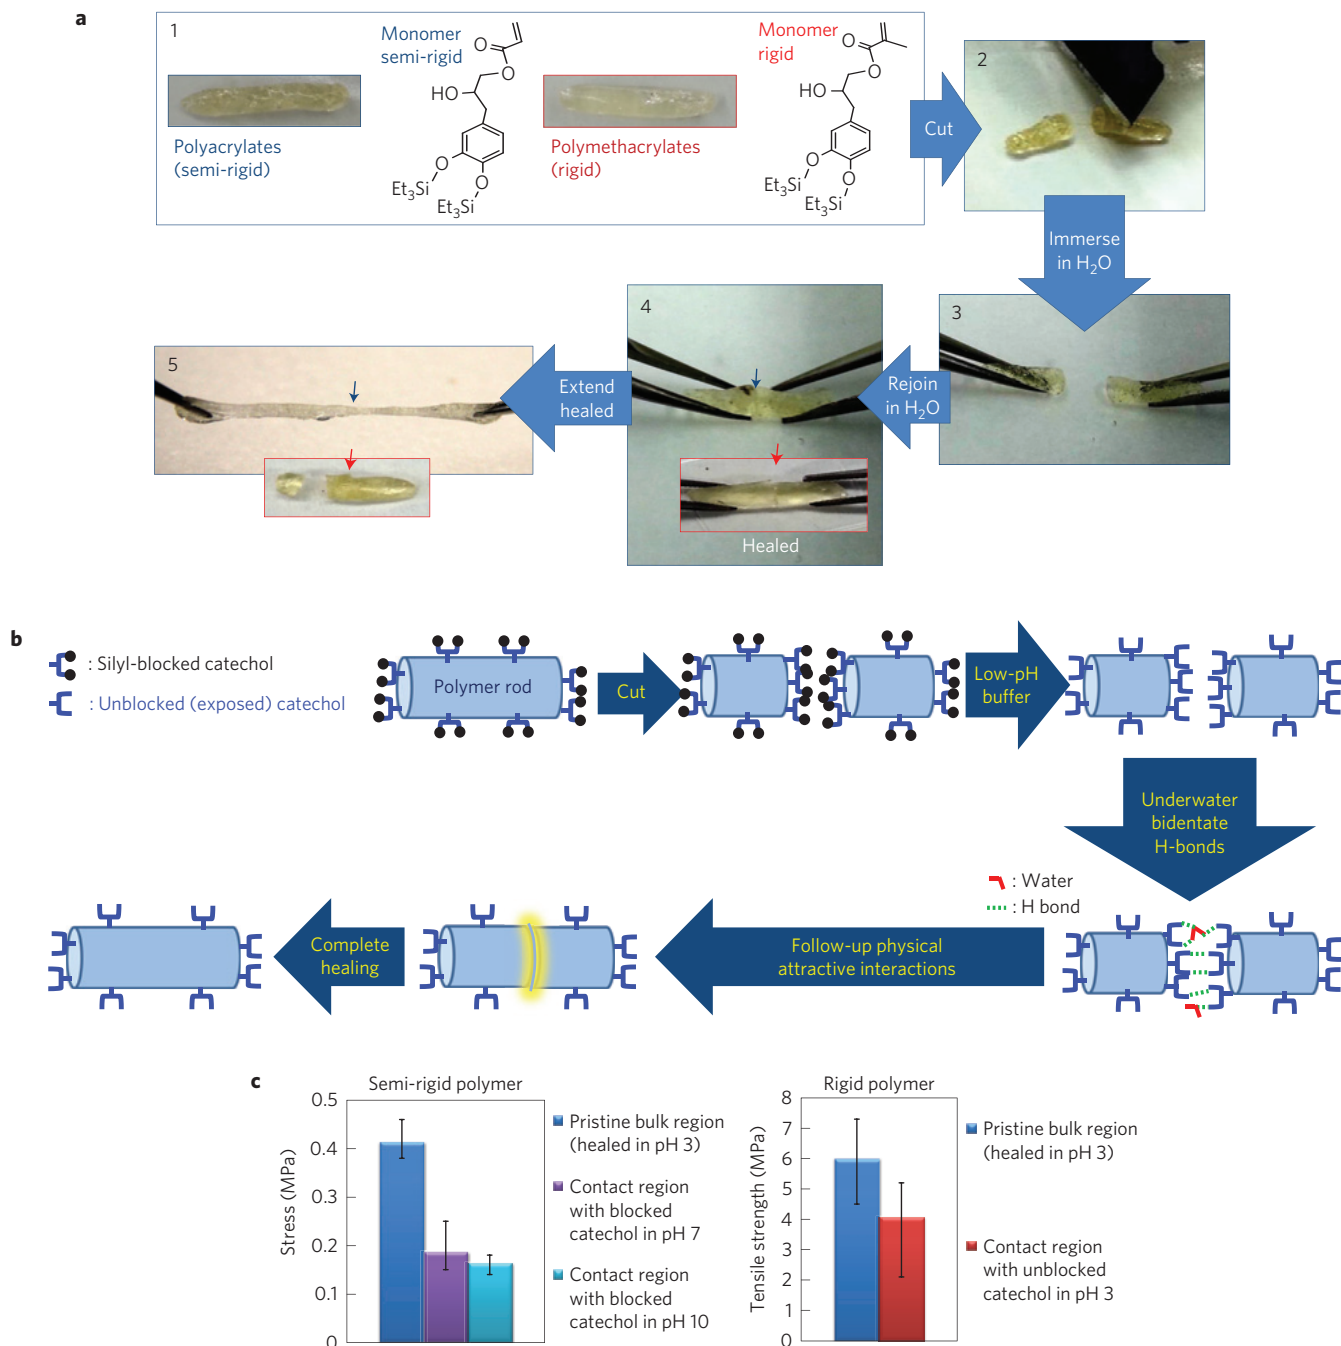 a
1
Monomer
semi-rigid
Monomer
rigid
O
O
HO
O
O
Et₃Si
Et₃Si
O
O
HO
O
O
Et₃Si
Et₃Si
Polyacrylates
(semi-rigid)
Polymethacrylates
(rigid)
Cut
2
Immerse
in H₂O
3
Rejoin
in H₂O
4
Healed
Extend
healed
5
b
: Silyl-blocked catechol
: Unblocked (exposed) catechol
Polymer rod
Cut
Low-pH
buffer
Underwater
bidentate
H-bonds
: Water
: H bond
Follow-up physical
attractive interactions
Complete
healing
c
Semi-rigid polymer
Stress (MPa)
0.5
0.4
0.3
0.2
0.1
0
Pristine bulk region
(healed in pH 3)
Contact region
with blocked
catechol in pH 7
Contact region
with blocked
catechol in pH 10
Rigid polymer
Tensile strength (MPa)
8
7
6
5
4
3
2
1
0
Pristine bulk region
(healed in pH 3)
Contact region
with unblocked
catechol in pH 3